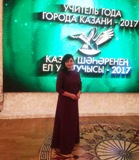 УЧИТЕЛЬ ГОДА
ГОРОДА КАЗАНИ - 2017
КАЗАН ШӘҺӘРЕНЕҢ
ЕЛ УКЫТУЧЫСЫ - 2017